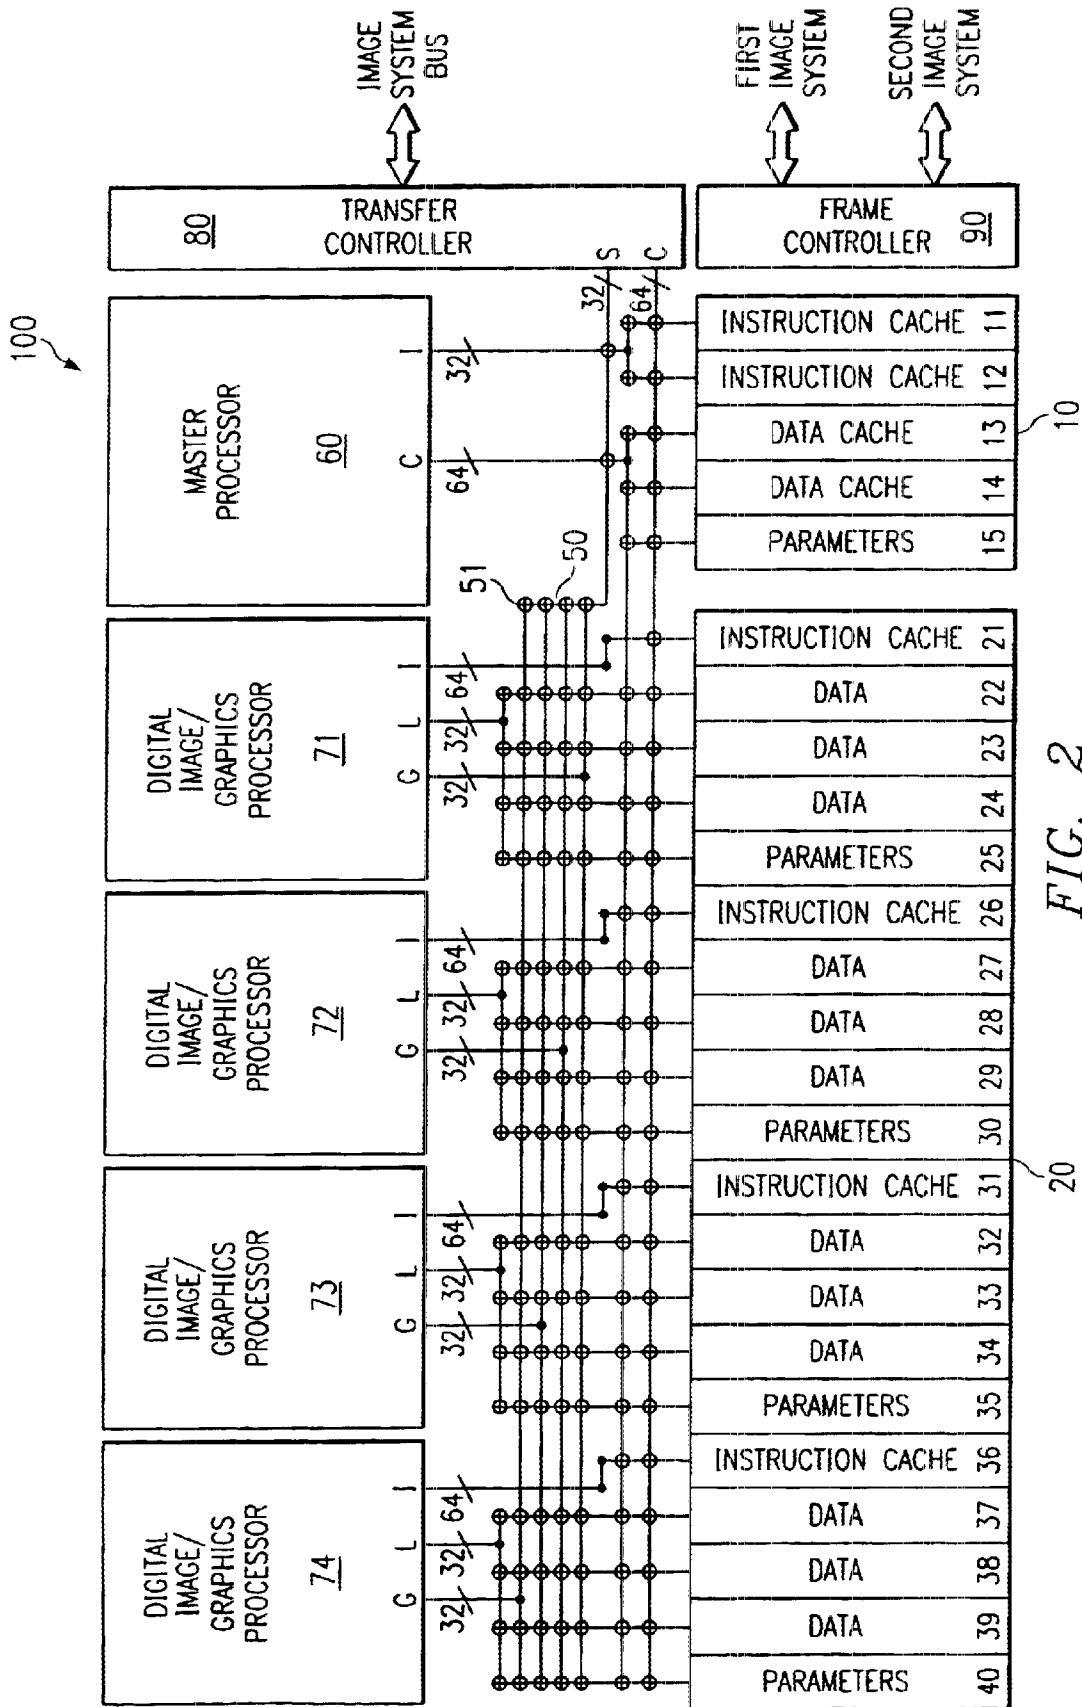 100
MASTER
PROCESSOR
60
C
I
64
32
TRANSFER
CONTROLLER
80
S
C
32
64
IMAGE
SYSTEM
BUS
FRAME
CONTROLLER
90
FIRST
IMAGE
SYSTEM
SECOND
IMAGE
SYSTEM
DIGITAL
IMAGE/
GRAPHICS
PROCESSOR
74
G
L
I
32
32
64
DIGITAL
IMAGE/
GRAPHICS
PROCESSOR
73
G
L
I
32
32
64
DIGITAL
IMAGE/
GRAPHICS
PROCESSOR
72
G
L
I
32
32
64
DIGITAL
IMAGE/
GRAPHICS
PROCESSOR
71
G
L
I
32
32
64
51
50
INSTRUCTION CACHE 11
INSTRUCTION CACHE 12
DATA CACHE 13
DATA CACHE 14
PARAMETERS 15
10
INSTRUCTION CACHE 21
DATA 22
DATA 23
DATA 24
PARAMETERS 25
INSTRUCTION CACHE 26
DATA 27
DATA 28
DATA 29
PARAMETERS 30
INSTRUCTION CACHE 31
DATA 32
DATA 33
DATA 34
PARAMETERS 35
INSTRUCTION CACHE 36
DATA 37
DATA 38
DATA 39
PARAMETERS 40
20
FIG. 2